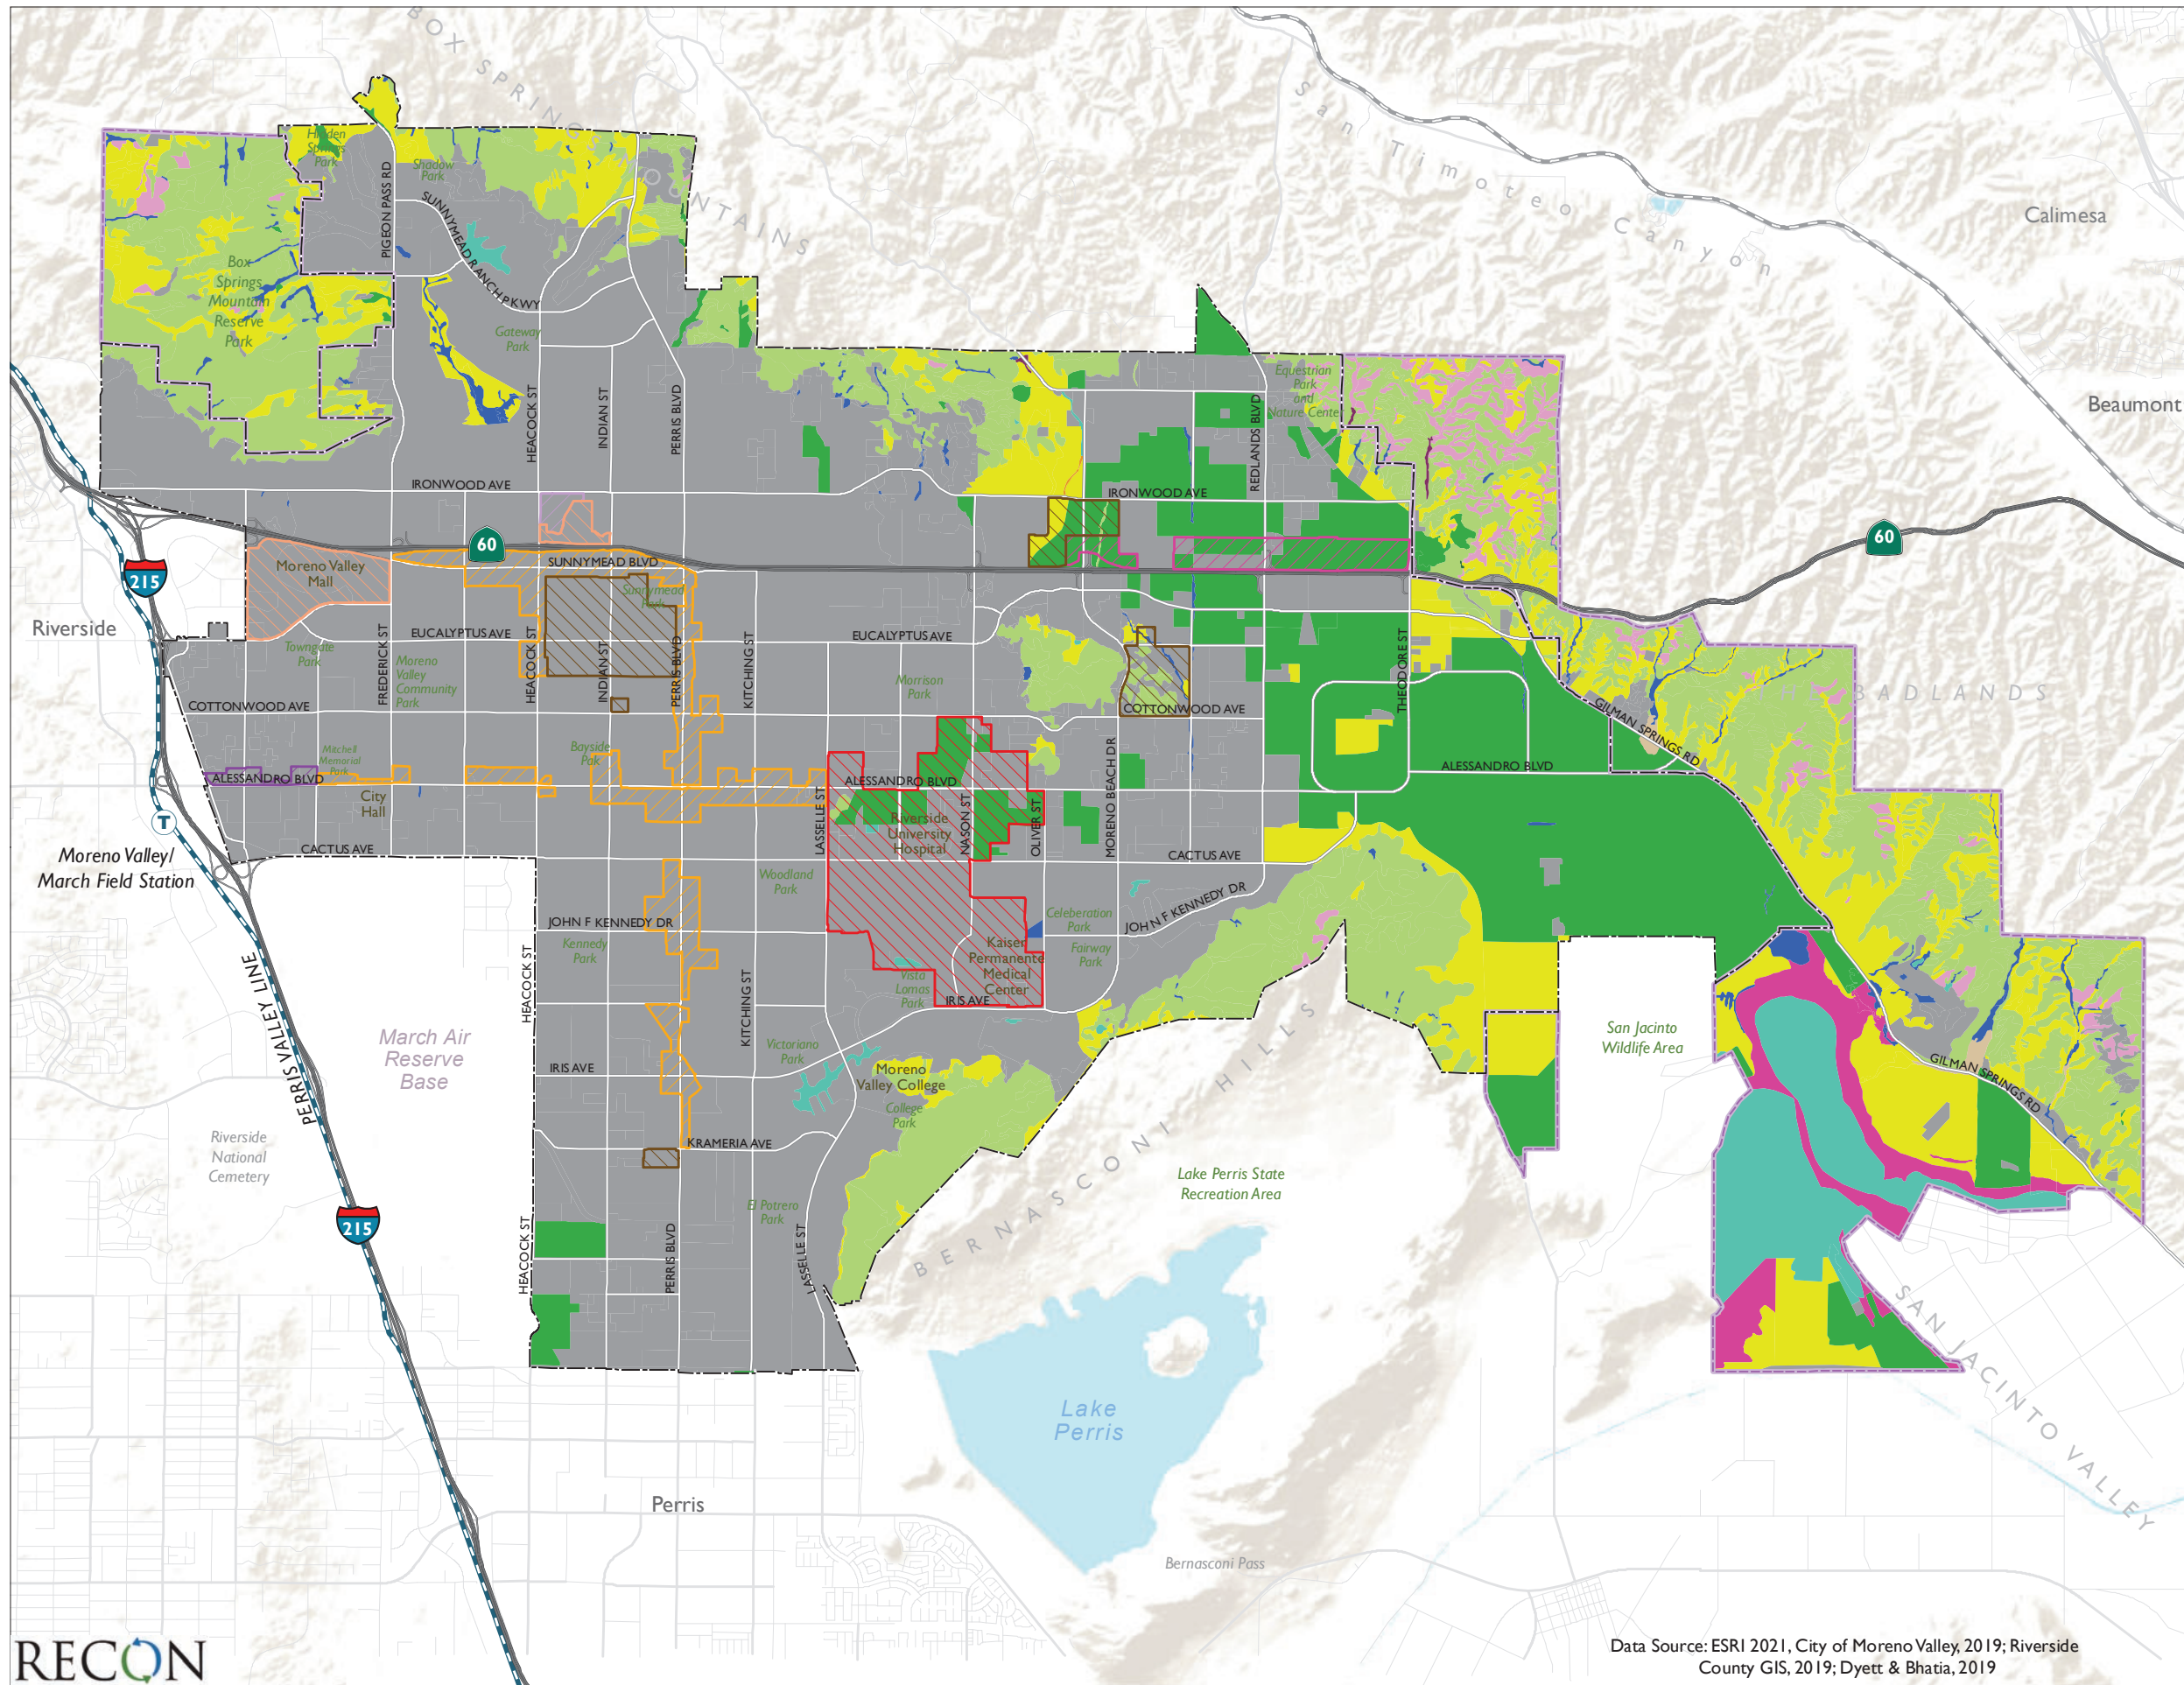 BOX SPRINGS
MOUNTAINS
San Timoteo Canyon
Calimesa
Beaumont
Hidden
Springs
Park
Shadow
Park
PIGEON PASS RD
SUNNYMEAD RANCH PKWY
Box
Springs
Mountain
Reserve
Park
Gateway
Park
HEACOCK ST
INDIAN ST
PERRIS BLVD
Equestrian
Park
and
Nature Center
REDLANDS BLVD
IRONWOOD AVE
IRONWOOD AVE
60
60
215
SUNNYMEAD BLVD
Moreno Valley
Mall
Sunnymead
Park
Riverside
EUCALYPTUS AVE
EUCALYPTUS AVE
Towngate
Park
FREDERICK ST
Moreno
Valley
Community
Park
HEACOCK ST
INDIAN ST
PERRIS BLVD
KITCHING ST
Morrison
Park
THEODORE ST
BADLANDS
COTTONWOOD AVE
COTTONWOOD AVE
GILMAN SPRINGS RD
Mitchell
Memorial
Park
Bayside
Pak
MORENO BEACH DR
ALESSANDRO BLVD
ALESSANDRO BLVD
ALESSANDRO BLVD
City
Hall
LASSELLE ST
Riverside
University
Hospital
NASON ST
OLIVER ST
T
Moreno Valley/
March Field Station
CACTUS AVE
CACTUS AVE
Woodland
Park
JOHN F KENNEDY DR
JOHN F KENNEDY DR
Celeberation
Park
Kennedy
Park
Kaiser
Permanente
Medical
Center
Fairway
Park
HEACOCK ST
PERRIS VALLEY LINE
KITCHING ST
Vista
Lomas
Park
IRIS AVE
March Air
Reserve
Base
San Jacinto
Wildlife Area
Victoriano
Park
IRIS AVE
Moreno
Valley College
College
Park
GILMAN SPRINGS RD
BERNASCONI HILLS
Riverside
National
Cemetery
KRAMERIA AVE
Lake Perris State
Recreation Area
El Potrero
Park
215
HEACOCK ST
PERRIS BLVD
LASSELLE ST
SAN JACINTO VALLEY
Lake
Perris
Perris
Bernasconi Pass
RECON
Data Source: ESRI 2021, City of Moreno Valley, 2019; Riverside
County GIS, 2019; Dyett & Bhatia, 2019